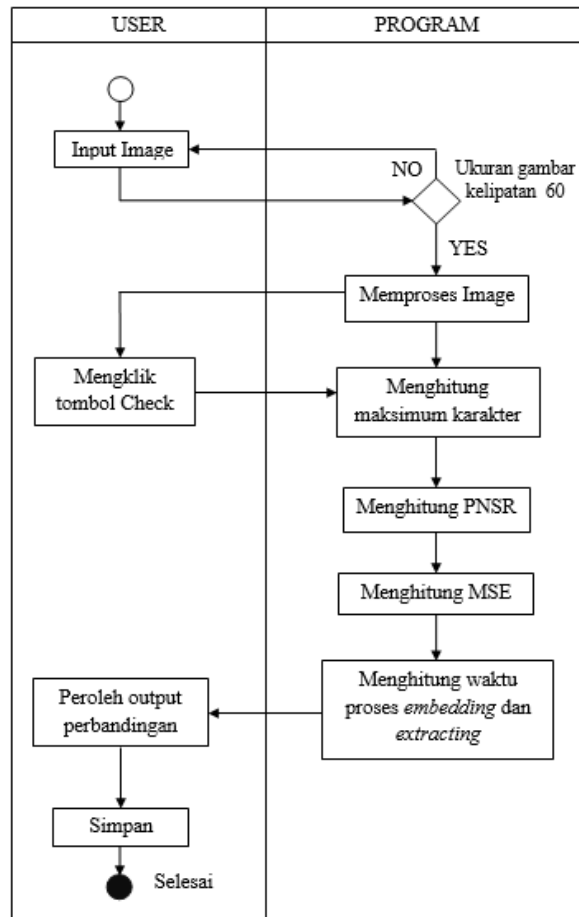 USER
PROGRAM
Input Image
NO
Ukuran gambar
kelipatan 60
YES
Memproses Image
Mengklik
tombol Check
Menghitung
maksimum karakter
Menghitung PNSR
Menghitung MSE
Menghitung waktu
proses embedding dan
extracting
Peroleh output
perbandingan
Simpan
Selesai